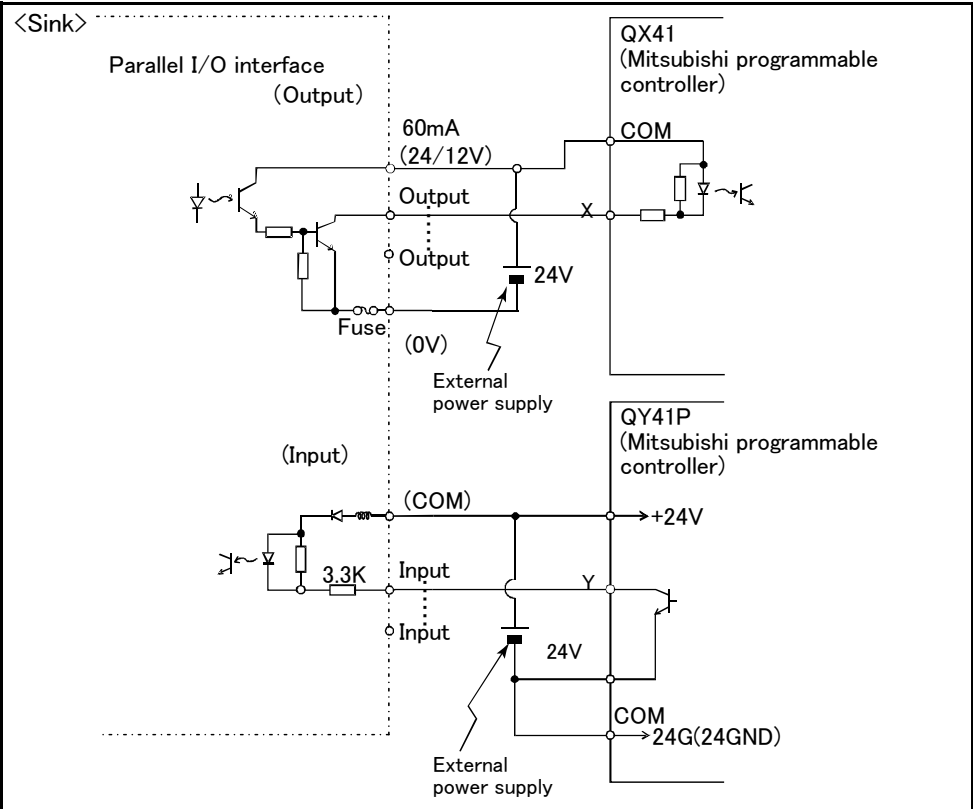 <Sink>
Parallel I/O interface
(Output)
QX41
(Mitsubishi programmable
controller)
60mA
(24/12V)
COM
Output
X
Output
24V
Fuse
(0V)
External
power supply
QY41P
(Mitsubishi programmable
controller)
(Input)
(COM)
+24V
3.3K
Input
Y
Input
24V
COM
24G(24GND)
External
power supply